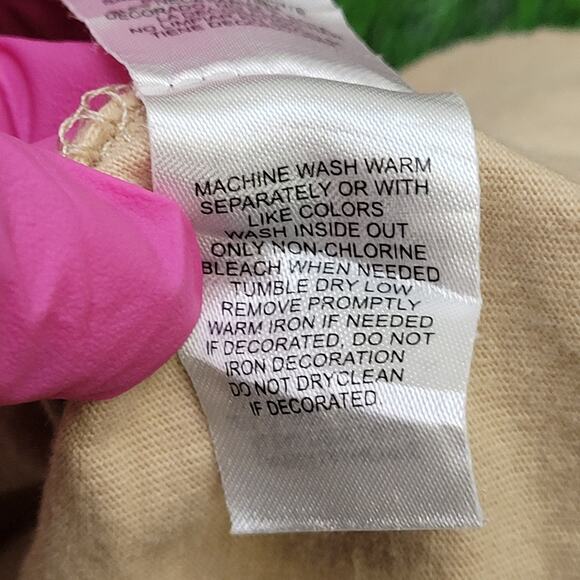 MACHINE WASH WARM
SEPARATELY OR WITH
LIKE COLORS
WASH INSIDE OUT
ONLY NON-CHLORINE
BLEACH WHEN NEEDED
TUMBLE DRY LOW
REMOVE PROMPTLY
WARM IRON IF NEEDED
IF DECORATED, DO NOT
IRON DECORATION
DO NOT DRYCLEAN
IF DECORATED.